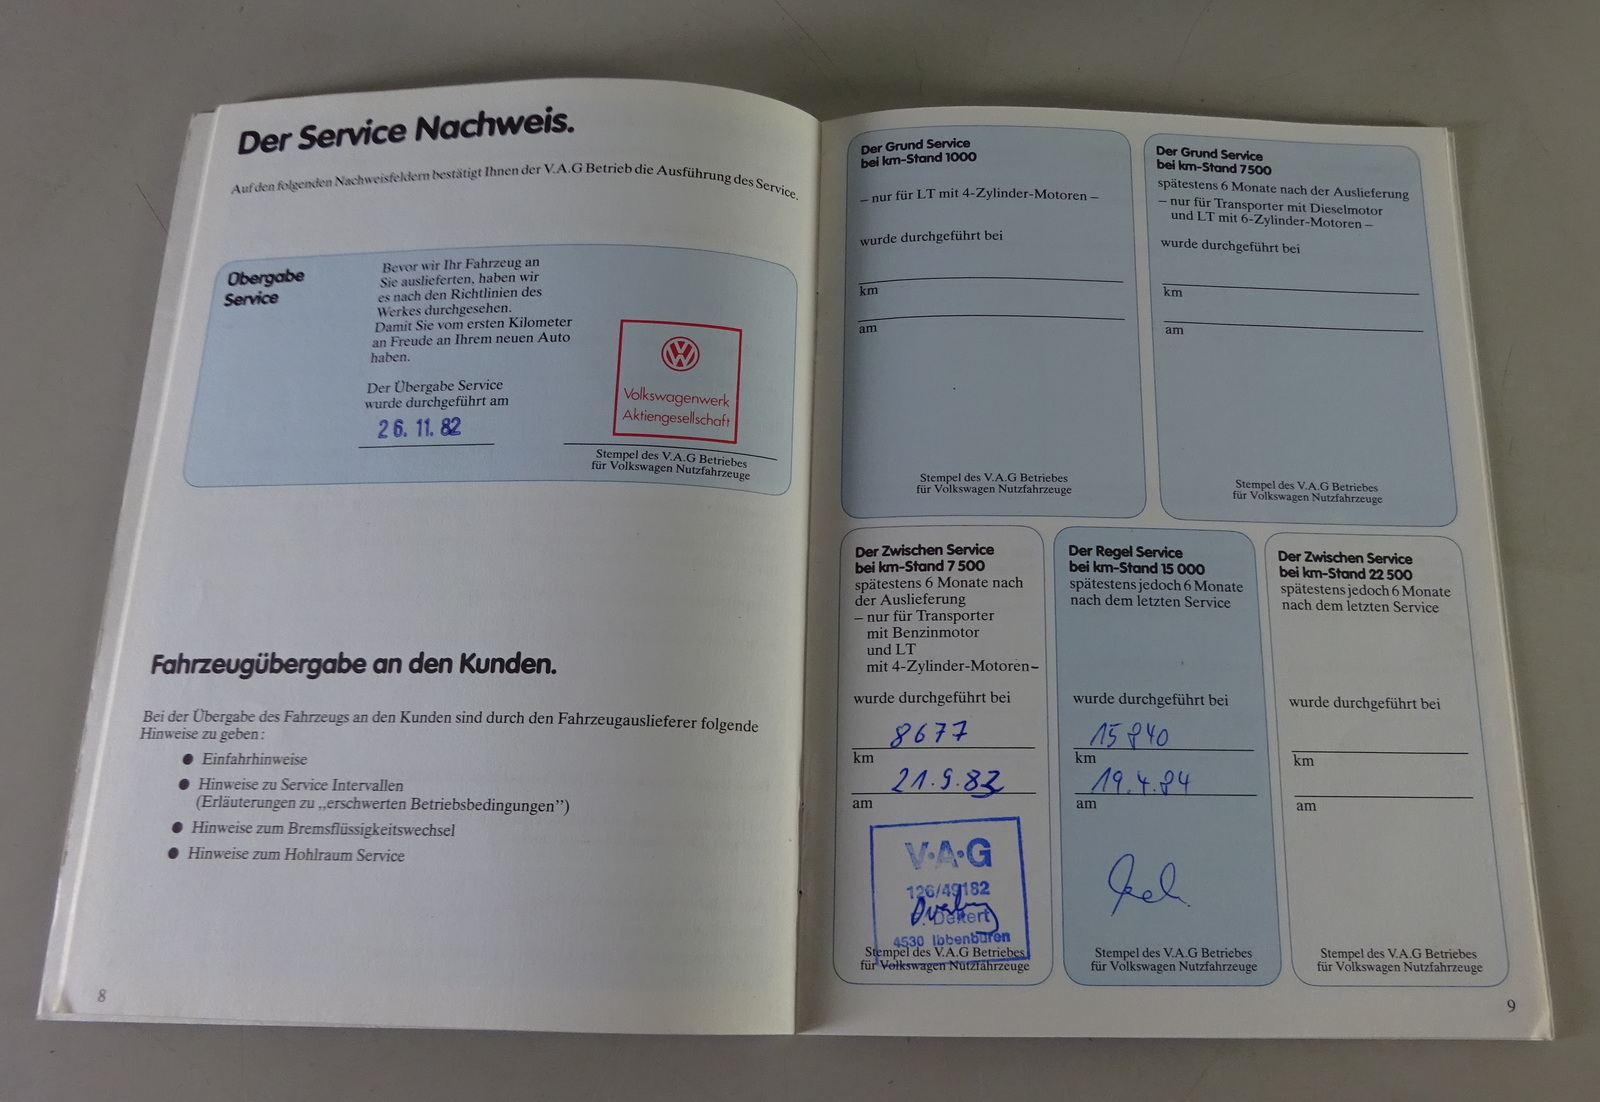 Der Service Nachweis.
Auf den folgenden Nachweisfeldern bestätigt Ihnen der V.A.G Betrieb die Ausführung des Service.
Übergabe
Service
Bevor wir Ihr Fahrzeug an
Sie auslieferten, haben wir
es nach den Richtlinien des
Werkes durchgesehen.
Damit Sie vom ersten Kilometer
an Freude an Ihrem neuen Auto
haben.
Der Übergabe Service
wurde durchgeführt am
26. 11. 82
Volkswagenwerk
Aktiengesellschaft
Stempel des V.A.G Betriebes
für Volkswagen Nutzfahrzeuge
Fahrzeugübergabe an den Kunden.
Bei der Übergabe des Fahrzeugs an den Kunden sind durch den Fahrzeugauslieferer folgende
Hinweise zu geben:
● Einfahrhinweise
● Hinweise zu Service Intervallen
(Erläuterungen zu „erschwerten Betriebsbedingungen”)
● Hinweise zum Bremsflüssigkeitswechsel
● Hinweise zum Hohlraum Service
8
Der Grund Service
bei km-Stand 1000
– nur für LT mit 4-Zylinder-Motoren –
wurde durchgeführt bei
km
am
Stempel des V.A.G Betriebes
für Volkswagen Nutzfahrzeuge
Der Grund Service
bei km-Stand 7500
spätestens 6 Monate nach der Auslieferung
– nur für Transporter mit Dieselmotor
und LT mit 6-Zylinder-Motoren –
wurde durchgeführt bei
km
am
Stempel des V.A.G Betriebes
für Volkswagen Nutzfahrzeuge
Der Zwischen Service
bei km-Stand 7 500
spätestens 6 Monate nach
der Auslieferung
– nur für Transporter
mit Benzinmotor
und LT
mit 4-Zylinder-Motoren–
wurde durchgeführt bei
8677
km
21.9.83
am
V·A·G
126/49182
Deitert
4530 Ibbenbüren
Stempel des V.A.G Betriebes
für Volkswagen Nutzfahrzeuge
Der Regel Service
bei km-Stand 15 000
spätestens jedoch 6 Monate
nach dem letzten Service
wurde durchgeführt bei
15840
km
19.4.84
am
Stempel des V.A.G Betriebes
für Volkswagen Nutzfahrzeuge
Der Zwischen Service
bei km-Stand 22 500
spätestens jedoch 6 Monate
nach dem letzten Service
wurde durchgeführt bei
km
am
Stempel des V.A.G Betriebes
für Volkswagen Nutzfahrzeuge
9